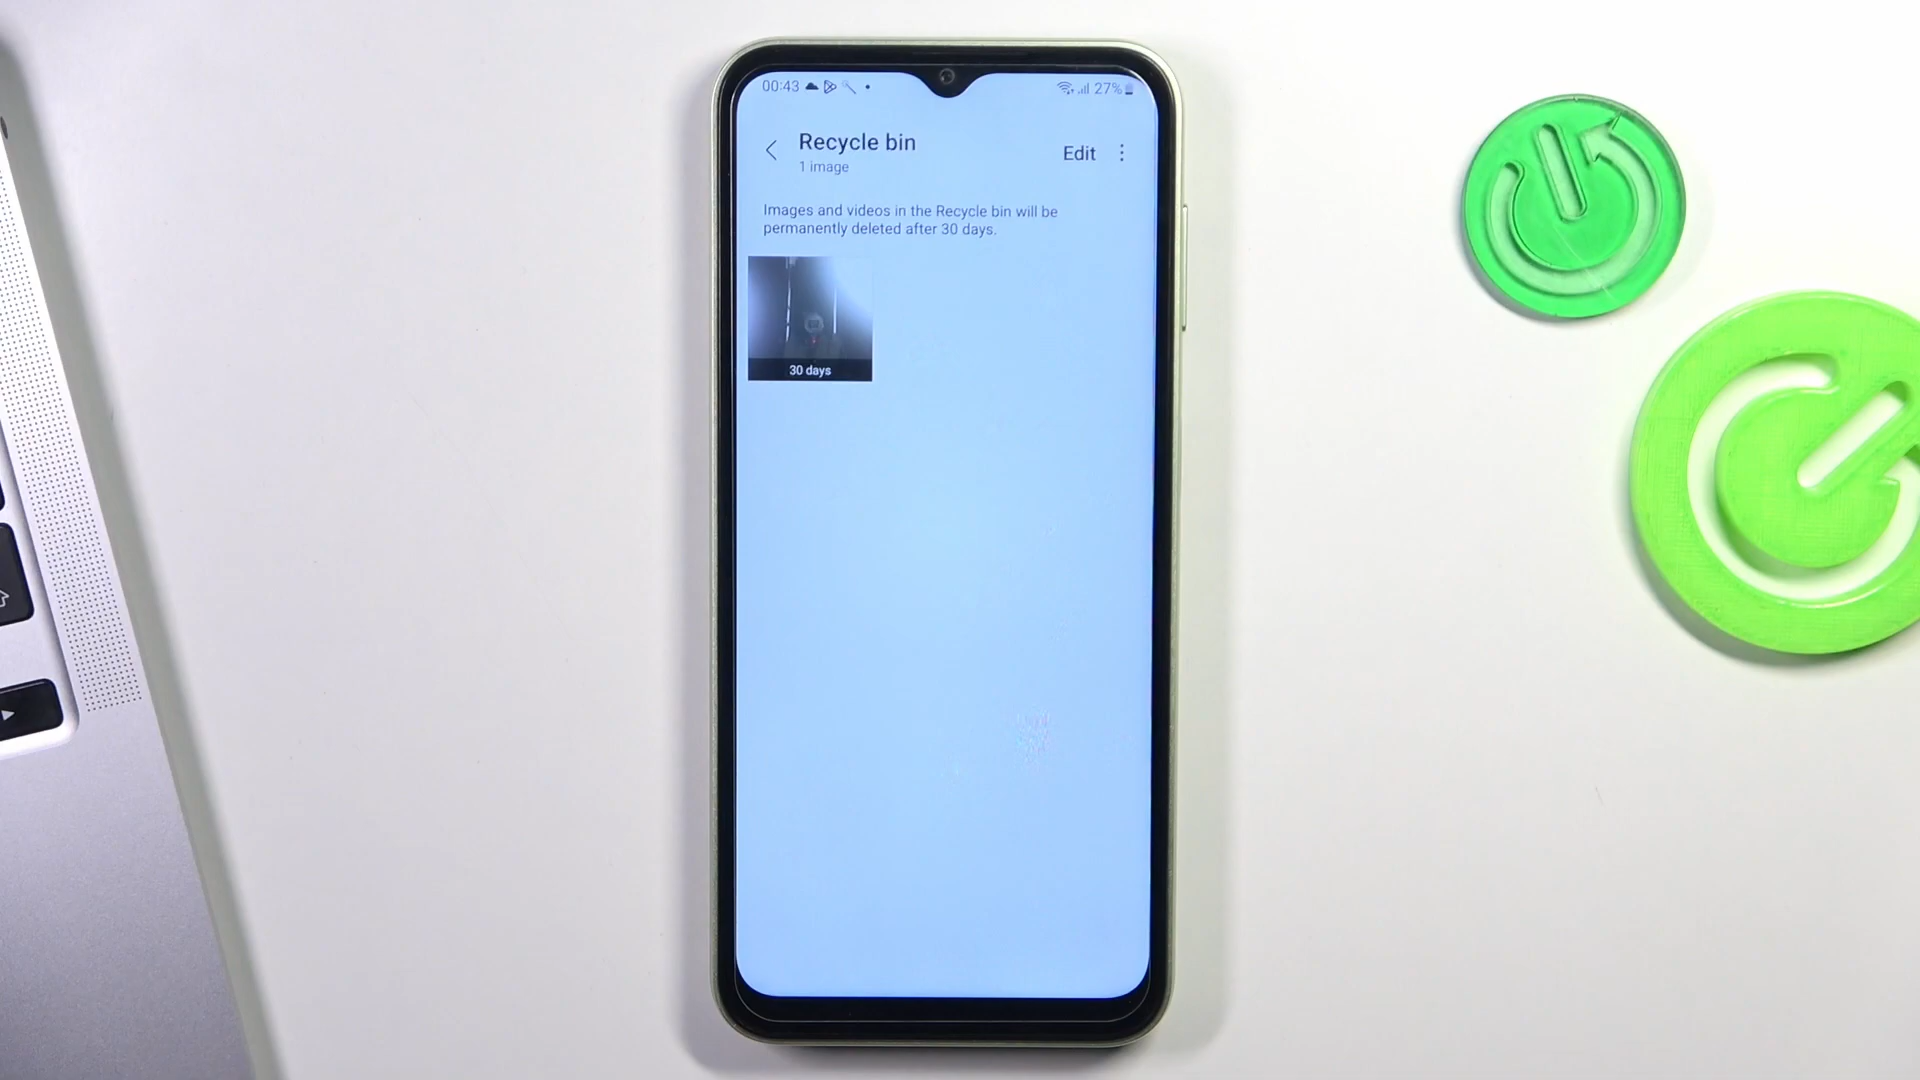 00:43
27%
Recycle bin
1 image
Edit
Images and videos in the Recycle bin will be
permanently deleted after 30 days.
30 days